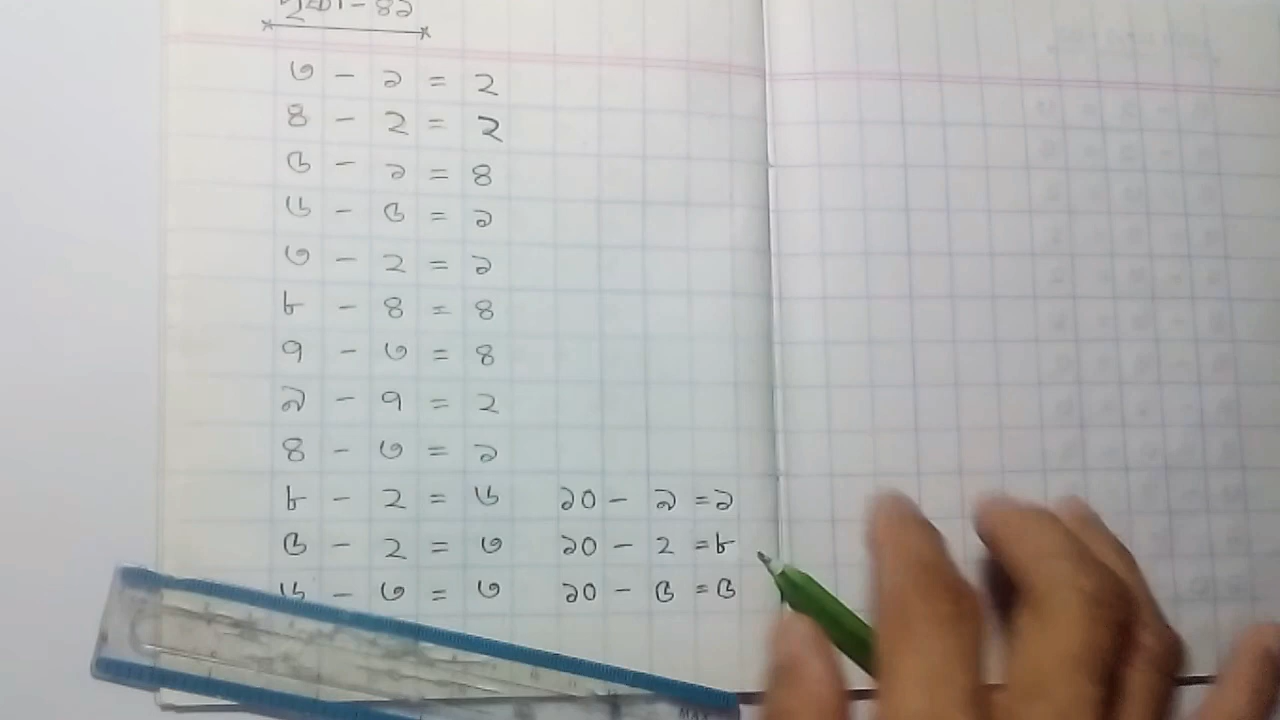 পৃষ্ঠা - ৪১
৩ - ১ = ২
৪ - ২ = ২
৫ - ১ = ৪
৬ - ৫ = ১
৩ - ২ = ১
৮ - ৪ = ৪
৭ - ৩ = ৪
৯ - ৭ = ২
৪ - ৩ = ১
৮ - ২ = ৬ ১০ - ৯ = ১
৫ - ২ = ৩ ১০ - ২ = ৮
৬ - ৩ = ৩ ১০ - ৫ = ৫